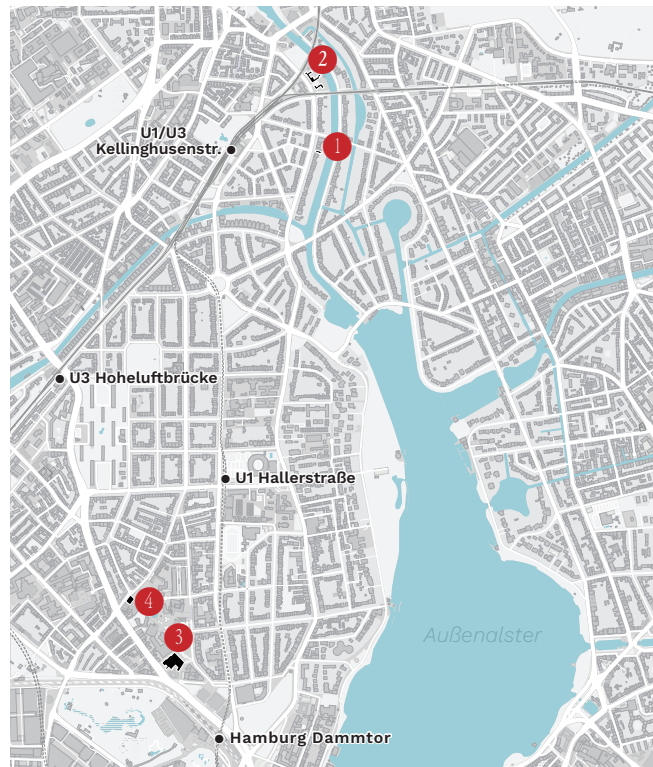 2
1
U1/U3
Kellinghusenstr.
U3 Hoheluftbrücke
U1 Hallerstraße
4
3
Außenalster
Hamburg Dammtor